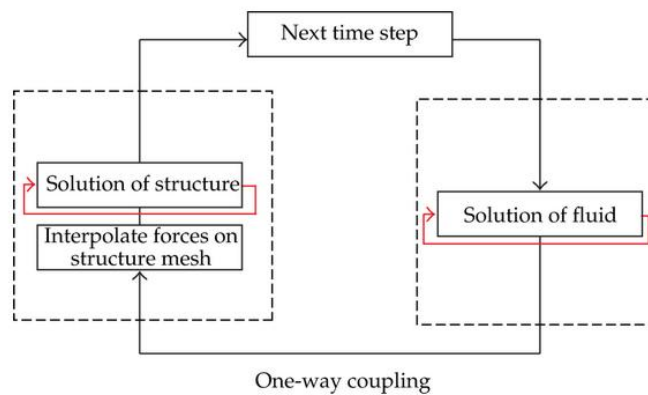 Next time step
Solution of structure
Interpolate forces on
structure mesh
Solution of fluid
One-way coupling